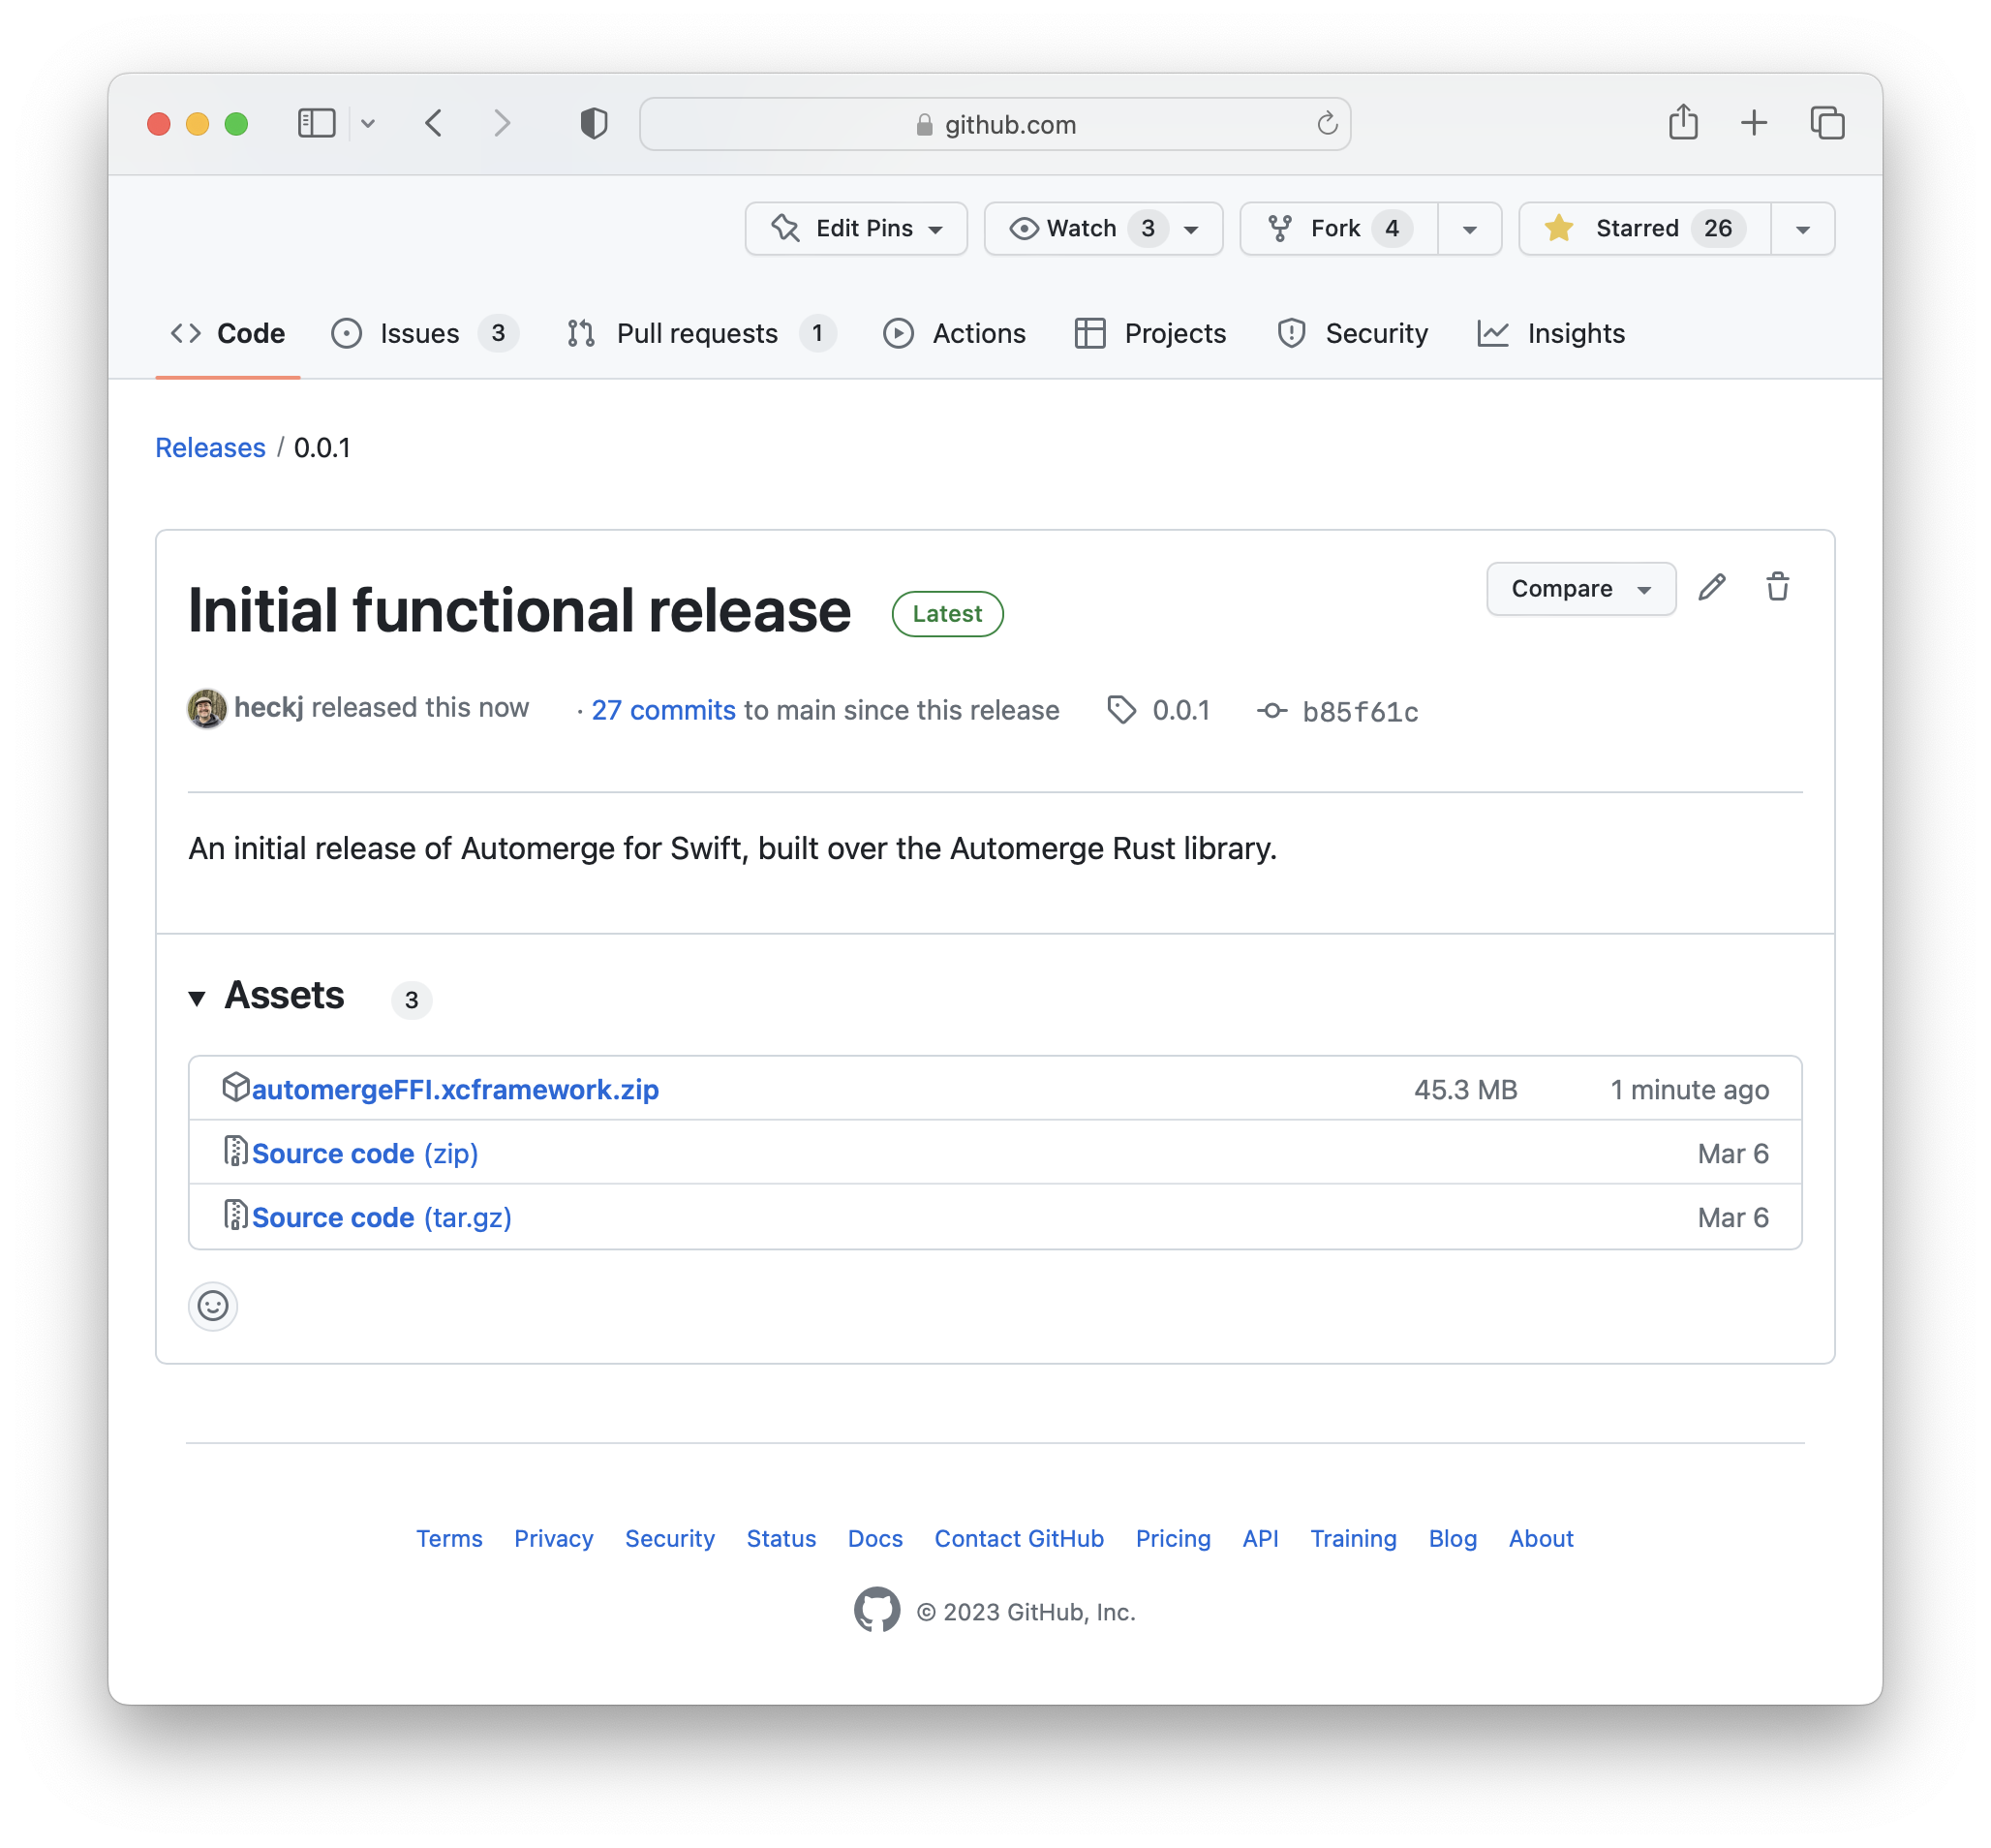 github.com
Edit Pins Watch 3 Fork 4 Starred 26
Code Issues 3 Pull requests 1 Actions Projects Security Insights
Releases / 0.0.1
Initial functional release Latest Compare
heckj released this now · 27 commits to main since this release 0.0.1 b85f61c
An initial release of Automerge for Swift, built over the Automerge Rust library.
Assets 3
automergeFFI.xcframework.zip 45.3 MB 1 minute ago
Source code (zip) Mar 6
Source code (tar.gz) Mar 6
Terms Privacy Security Status Docs Contact GitHub Pricing API Training Blog About
© 2023 GitHub, Inc.